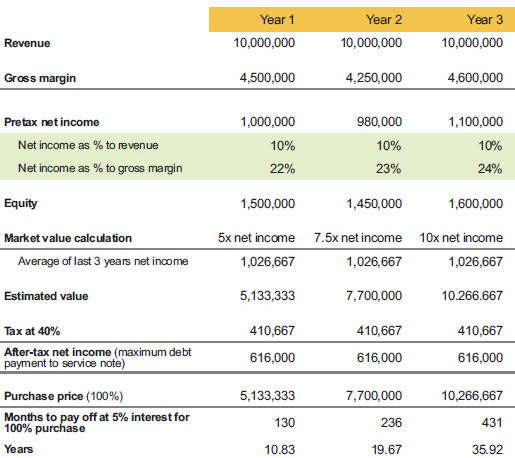 Year 1 Year 2 Year 3
Revenue 10,000,000 10,000,000 10,000,000
Gross margin 4,500,000 4,250,000 4,600,000
Pretax net income 1,000,000 980,000 1,100,000
Net income as % to revenue 10% 10% 10%
Net income as % to gross margin 22% 23% 24%
Equity 1,500,000 1,450,000 1,600,000
Market value calculation 5x net income 7.5x net income 10x net income
Average of last 3 years net income 1,026,667 1,026,667 1,026,667
Estimated value 5,133,333 7,700,000 10.266.667
Tax at 40% 410,667 410,667 410,667
After-tax net income (maximum debt
payment to service note) 616,000 616,000 616,000
Purchase price (100%) 5,133,333 7,700,000 10,266,667
Months to pay off at 5% interest for
100% purchase 130 236 431
Years 10.83 19.67 35.92